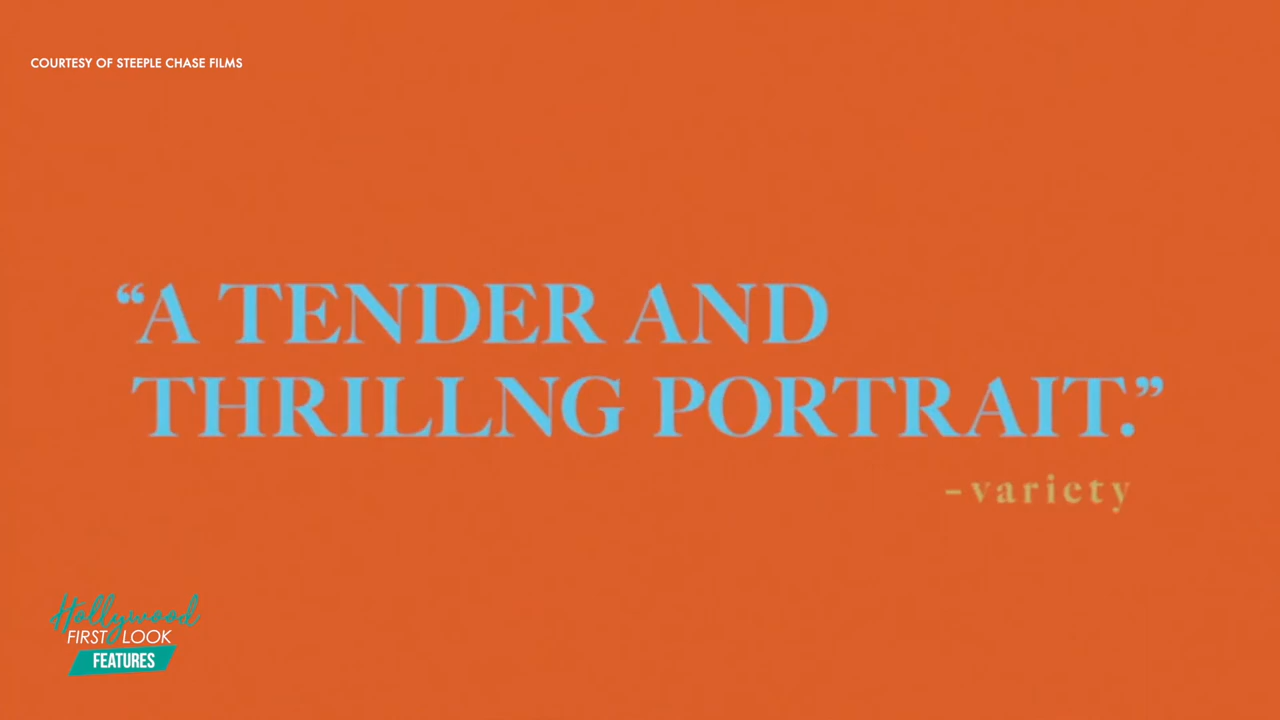 COURTESY OF STEEPLE CHASE FILMS
“A TENDER AND
THRILLNG PORTRAIT.”
–variety
Hollywood
FIRST LOOK
FEATURES